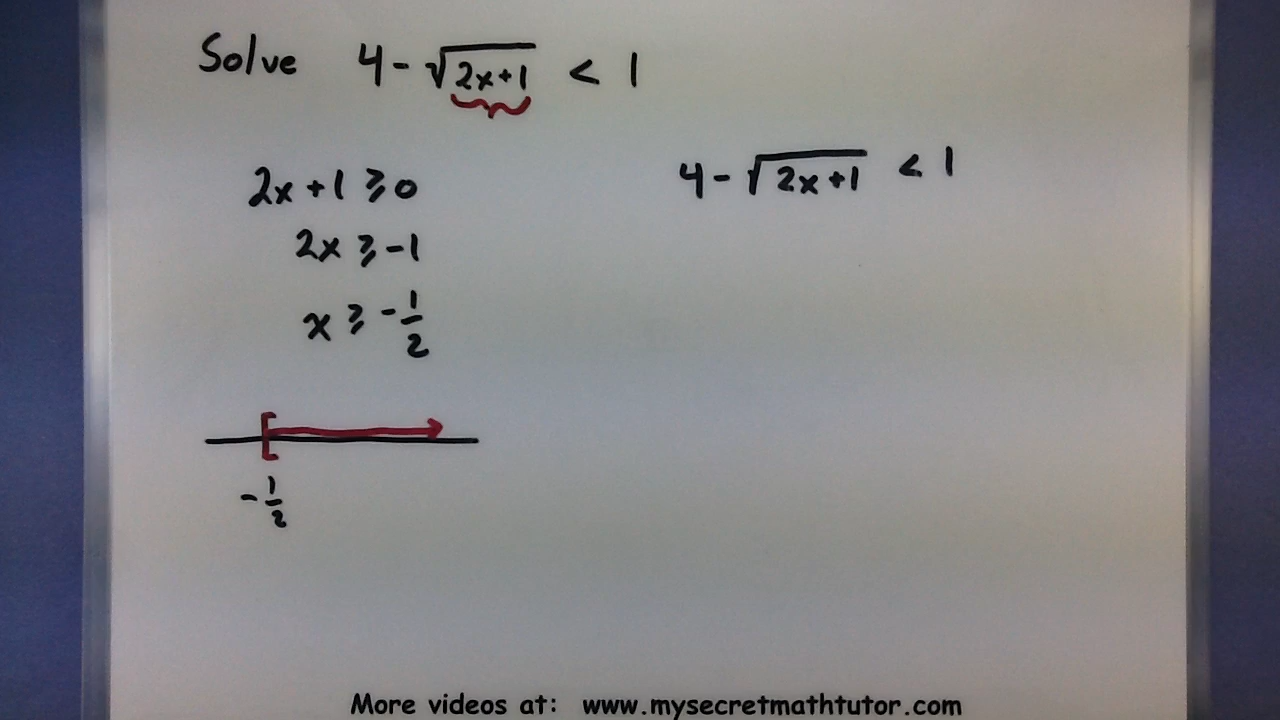 Solve 4 - √(2x+1) < 1
2x + 1 ≥ 0
2x ≥ -1
x ≥ -1/2
-1/2
4 - √(2x+1) < 1
More videos at: www.mysecretmathtutor.com